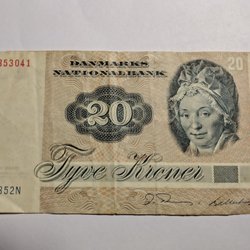 353041
DANMARKS
NATIONALBANK
20
20
Tyve Kroner
352N